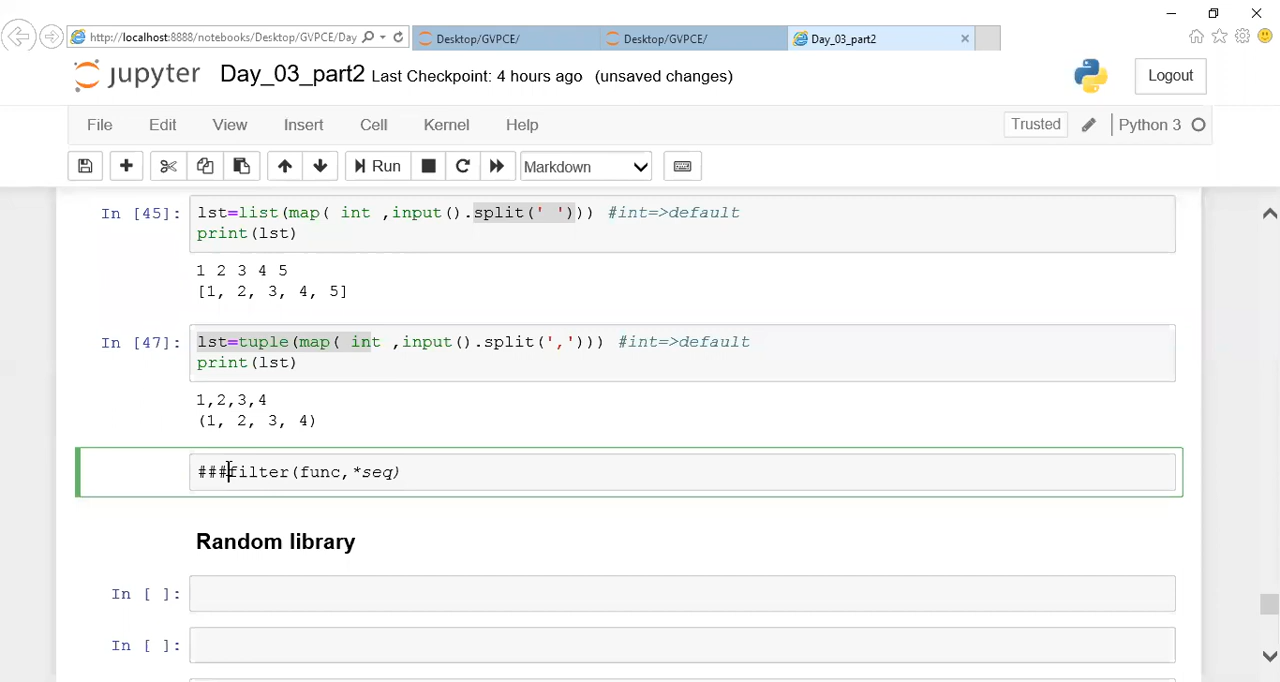 http://localhost:8888/notebooks/Desktop/GVPCE/Day
Desktop/GVPCE/
Desktop/GVPCE/
Day_03_part2
jupyter Day_03_part2 Last Checkpoint: 4 hours ago (unsaved changes)
Logout
File Edit View Insert Cell Kernel Help
Trusted
Python 3
Run
Markdown
In [45]: lst=list(map( int ,input().split(' '))) #int=>default
print(lst)
1 2 3 4 5
[1, 2, 3, 4, 5]
In [47]: lst=tuple(map( int ,input().split(','))) #int=>default
print(lst)
1,2,3,4
(1, 2, 3, 4)
###filter(func,*seq)
Random library
In [ ]:
In [ ]: